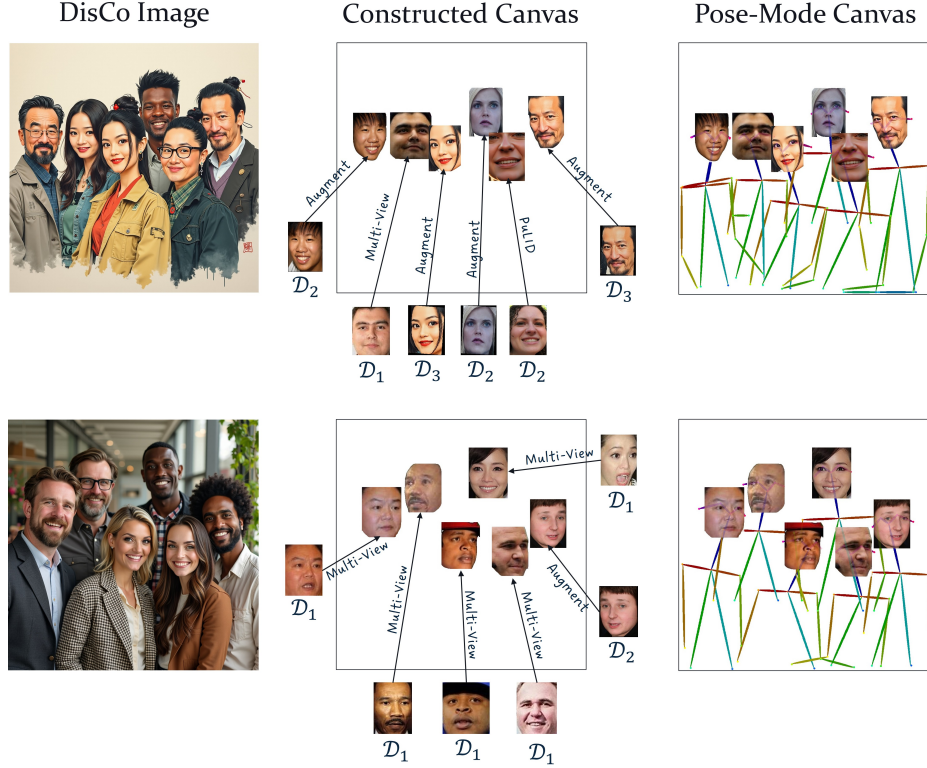 DisCo Image
Constructed Canvas
Pose-Mode Canvas
Augment
Multi-View
Augment
Augment
PuLID
Augment
𝒟₂
𝒟₃
𝒟₁
𝒟₃
𝒟₂
𝒟₂
Multi-View
𝒟₁
Multi-View
Multi-View
Multi-View
Multi-View
Augment
𝒟₁
𝒟₂
𝒟₁
𝒟₁
𝒟₁